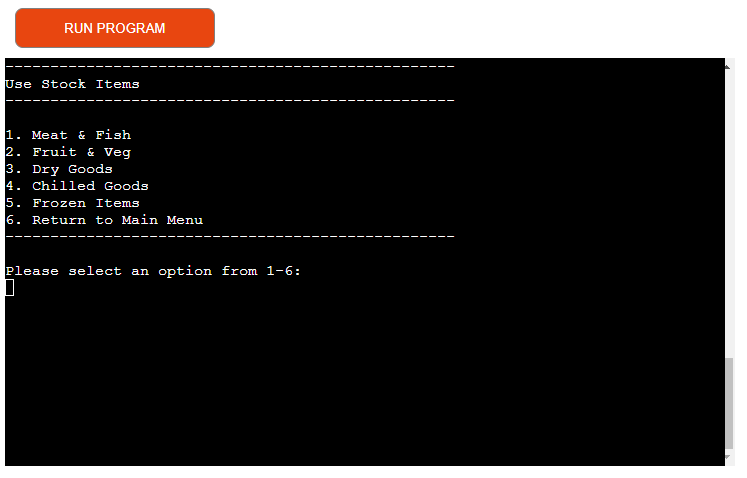 RUN PROGRAM
--------------------------------------------------
Use Stock Items
--------------------------------------------------
1. Meat & Fish
2. Fruit & Veg
3. Dry Goods
4. Chilled Goods
5. Frozen Items
6. Return to Main Menu
--------------------------------------------------
Please select an option from 1-6: